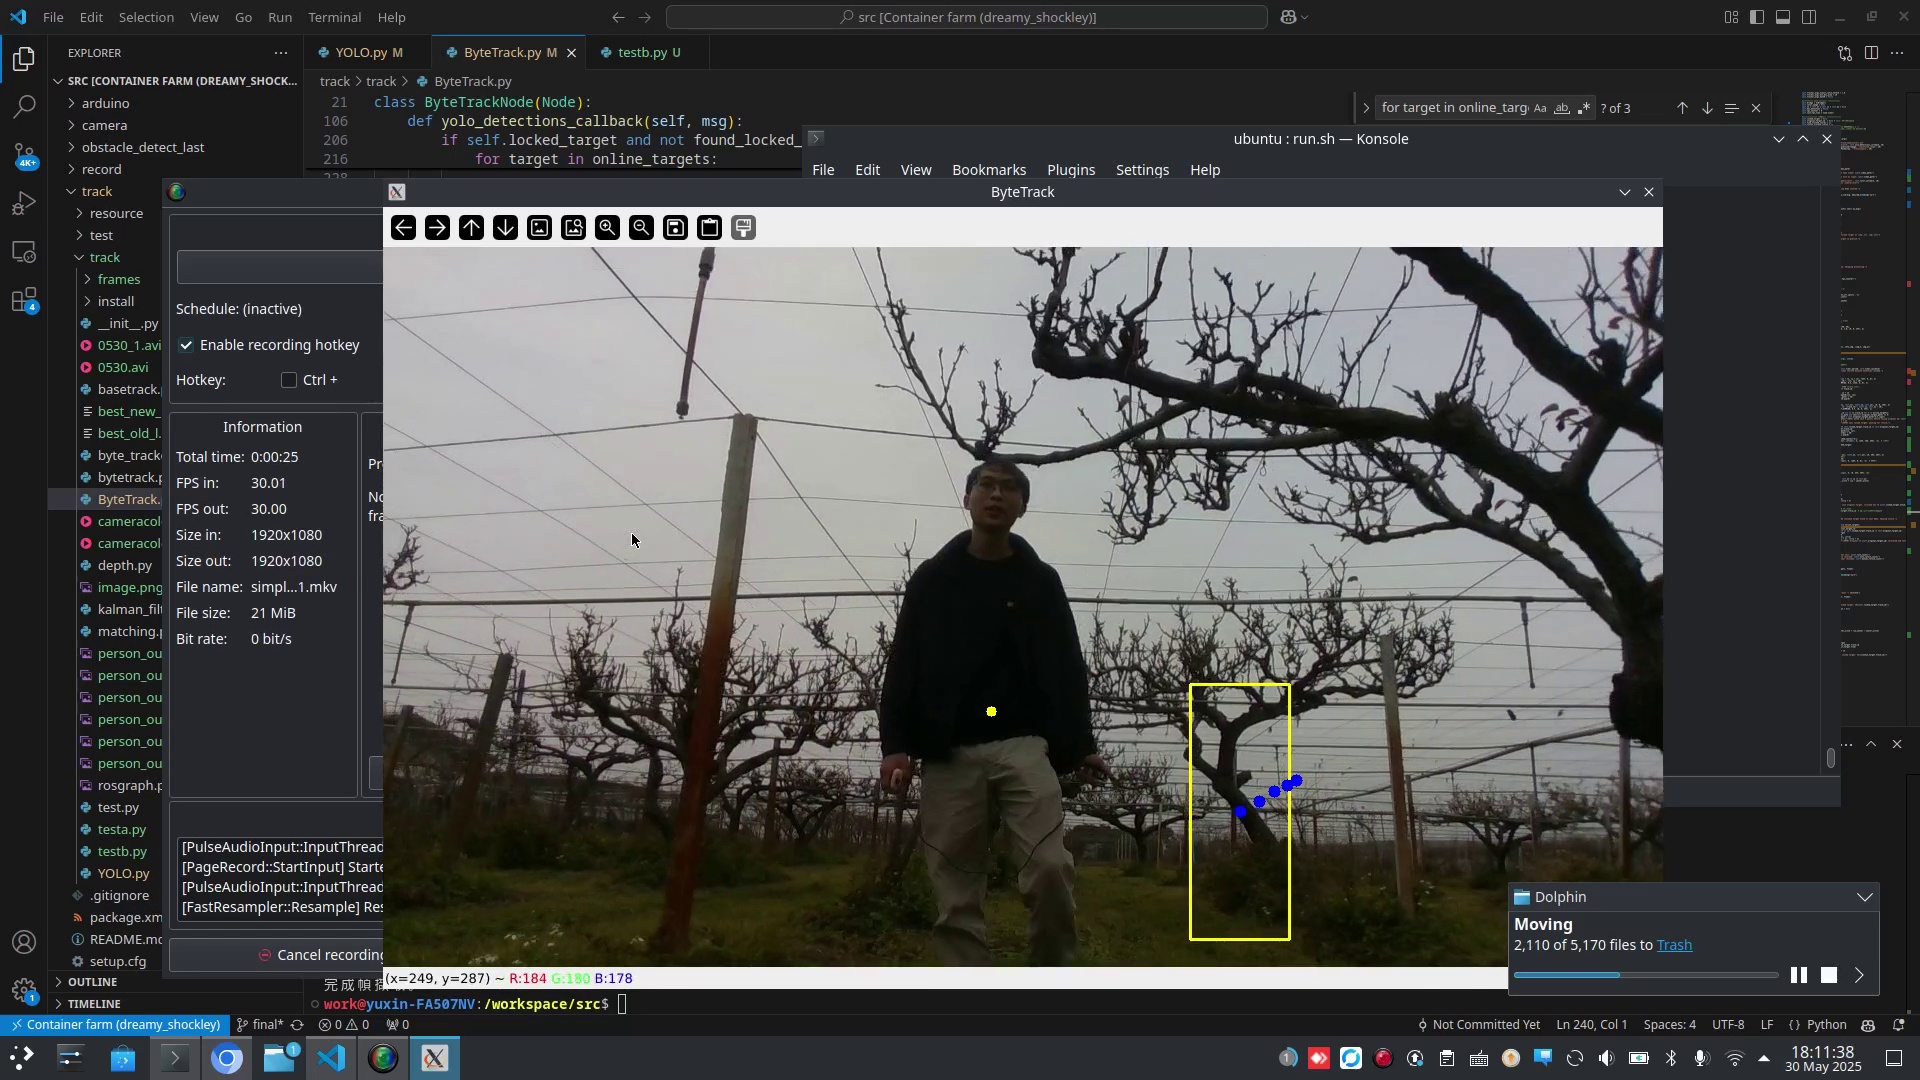 File Edit Selection View Go Run Terminal Help
src [Container farm (dreamy_shockley)]
EXPLORER
YOLO.py M
ByteTrack.py M
testb.py U
SRC [CONTAINER FARM (DREAMY_SHOCK...
track > track > ByteTrack.py
arduino
camera
obstacle_detect_last
record
track
resource
test
track
frames
install
__init__.py
0530_1.avi
0530.avi
basetrack.
best_new_
best_old_l.
byte_track
bytetrack.p
ByteTrack.
cameracol
cameracol
depth.py
image.png
kalman_filt
matching.p
person_ou
person_ou
person_ou
person_ou
person_ou
person_ou
rosgraph.p
test.py
testa.py
testb.py
YOLO.py
.gitignore
package.xm
README.md
setup.cfg
OUTLINE
TIMELINE
4K+
4
1
21 class ByteTrackNode(Node):
106 def yolo_detections_callback(self, msg):
206 if self.locked_target and not found_locked_
216 for target in online_targets:
228
for target in online_targ
Aa ab .*
? of 3
ubuntu : run.sh — Konsole
File Edit View Bookmarks Plugins Settings Help
ByteTrack
Schedule: (inactive)
Enable recording hotkey
Hotkey: Ctrl +
Information
Total time: 0:00:25
FPS in: 30.01
FPS out: 30.00
Size in: 1920x1080
Size out: 1920x1080
File name: simpl...1.mkv
File size: 21 MiB
Bit rate: 0 bit/s
Pr
No
fra
[PulseAudioInput::InputThread
[PageRecord::StartInput] Starte
[PulseAudioInput::InputThread
[FastResampler::Resample] Res
Cancel recording
(x=249, y=287) ~ R:184 G:180 B:178
work@yuxin-FA507NV:/workspace/src$
Dolphin
Moving
2,110 of 5,170 files to Trash
Container farm (dreamy_shockley)
final*
0 0
0
Not Committed Yet
Ln 240, Col 1
Spaces: 4
UTF-8
LF
{} Python
1
1
18:11:38
30 May 2025